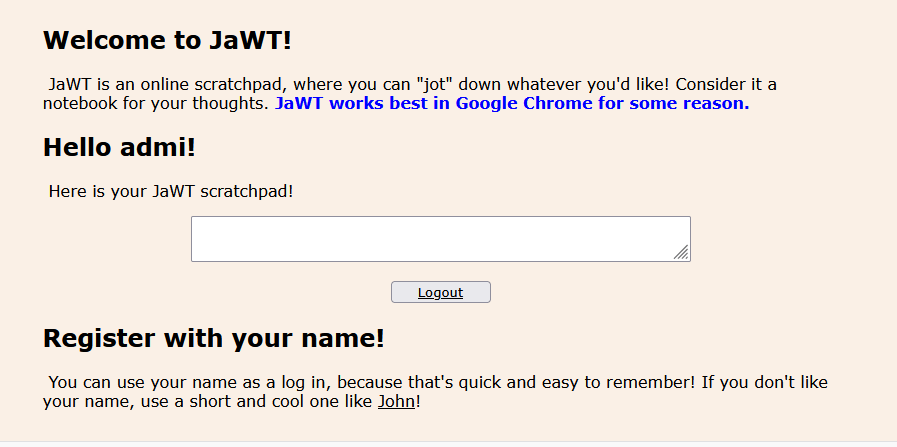 Welcome to JaWT!
JaWT is an online scratchpad, where you can "jot" down whatever you'd like! Consider it a
notebook for your thoughts. JaWT works best in Google Chrome for some reason.
Hello admi!
Here is your JaWT scratchpad!
Logout
Register with your name!
You can use your name as a log in, because that's quick and easy to remember! If you don't like
your name, use a short and cool one like John!